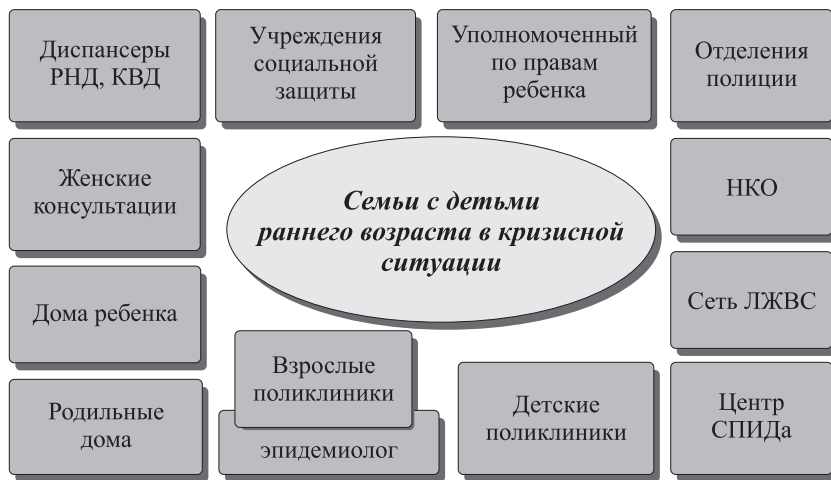 Диспансеры
РНД, КВД
Учреждения
социальной
защиты
Уполномоченный
по правам
ребенка
Отделения
полиции
Женские
консультации
Семьи с детьми
раннего возраста в кризисной
ситуации
НКО
Дома ребенка
Сеть ЛЖВС
Родильные
дома
Взрослые
поликлиники
эпидемиолог
Детские
поликлиники
Центр
СПИДа